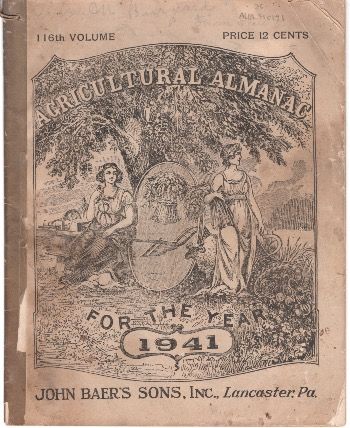 116th VOLUME PRICE 12 CENTS
AGRICULTURAL ALMANAC
FOR THE YEAR
1941
JOHN BAER'S SONS, INC., Lancaster, Pa.